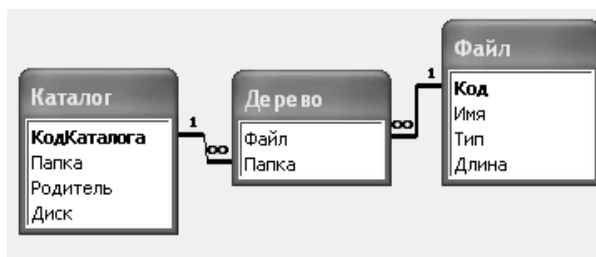 Каталог
КодКаталога
Папка
Родитель
Диск
1
∞
Дерево
Файл
Папка
∞
1
Файл
Код
Имя
Тип
Длина